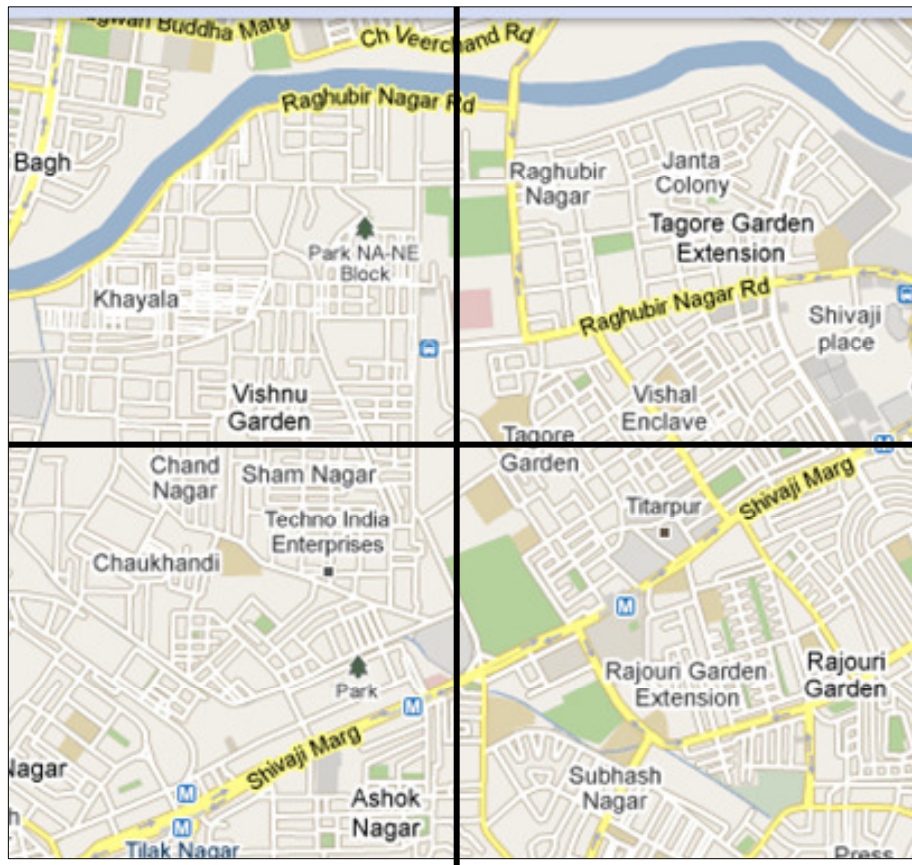 Buddha Marg
Ch Veerchand Rd
Raghubir Nagar Rd
Bagh
Raghubir
Nagar
Janta
Colony
Tagore Garden
Extension
Park NA-NE
Block
Khayala
Raghubir Nagar Rd
Shivaji
place
Vishnu
Garden
Vishal
Enclave
Tagore
Garden
Chand
Nagar
Sham Nagar
Shivaji Marg
Titarpur
Techno India
Enterprises
Chaukhandi
M
Rajouri Garden
Extension
Rajouri
Garden
Park
M
Shivaji Marg
Nagar
Subhash
Nagar
M
Ashok
Nagar
M
Tilak Nagar
Press